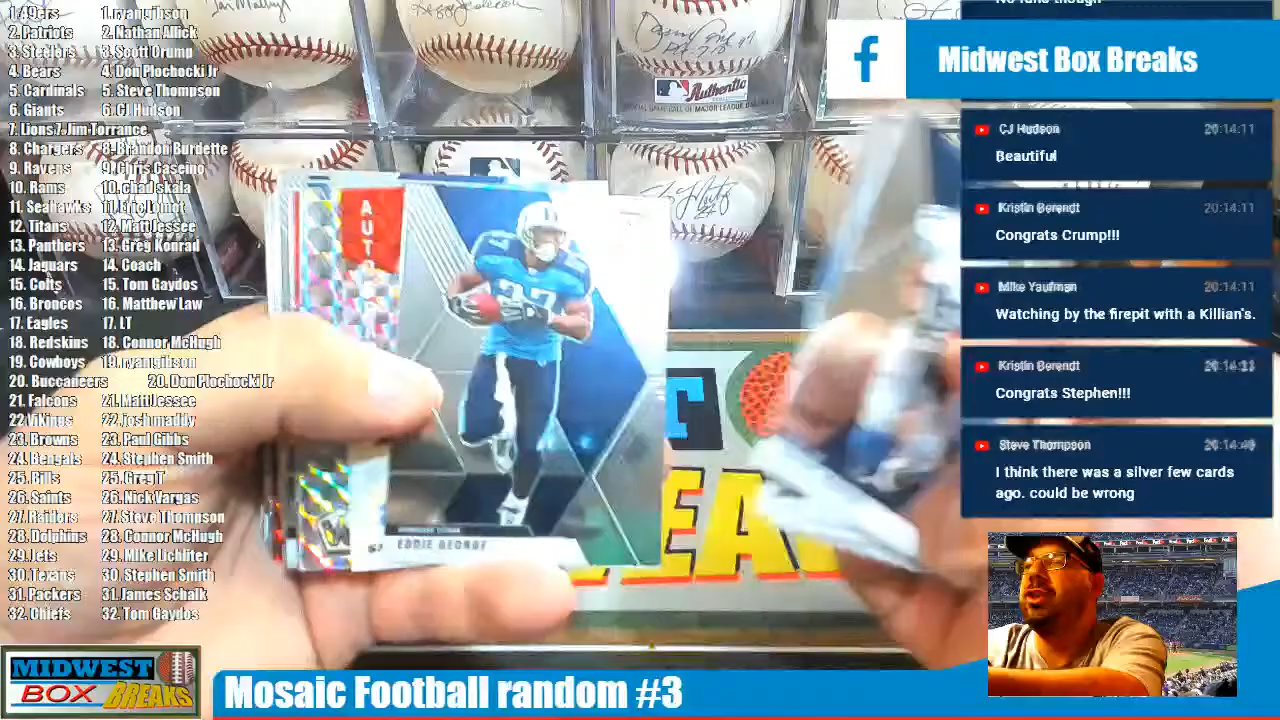 1.49ers 1.ryangibson
2. Patriots 2. Nathan Allick
3. Steelers 3. Scott Crump
4. Bears 4. Don Plochocki Jr
5. Cardinals 5. Steve Thompson
6. Giants 6. CJ Hudson
7. Lions7. Jim Torrance
8. Chargers 8. Brandon Burdette
9. Ravens 9. Chris Caseino
10. Rams 10. chad skala
11. Seahawks
12. Titans 12. Matt Jessee
13. Panthers 13. Greg Konrad
14. Jaguars 14. Coach
15. Colts 15. Tom Gaydos
16. Broncos 16. Matthew Law
17. Eagles 17. LT
18. Redskins 18. Connor McHugh
19. Cowboys 19. ryangibson
20. Buccaneers 20. Don Plochocki Jr
21. Falcons 21. Matt Jessee
22.Vikings 22. Joshmaddy
23. Browns 23. Paul Gibbs
24. Bengals 24. Stephen Smith
25. Bills 25. Greg T
26. Saints 26. Nick Vargas
27. Raiders 27. Steve Thompson
28. Dolphins 28. Connor McHugh
29. Jets 29. Mike Lichliter
30. Texans 30. Stephen Smith
31. Packers 31. James Schalk
32. Chiefs 32. Tom Gaydos
Authentic
AUTO
27
EDDIE GEORGE
EA
Midwest Box Breaks
CJ Hudson 20:14:11
Beautiful
Kristin Berendt 20:14:11
Congrats Crump!!!
Mike Yaufman 20:14:11
Watching by the firepit with a Killian's.
Kristin Berendt
Congrats Stephen!!!
Steve Thompson
I think there was a silver few cards
ago. could be wrong
MIDWEST
BOX BREAKS
Mosaic Football random #3